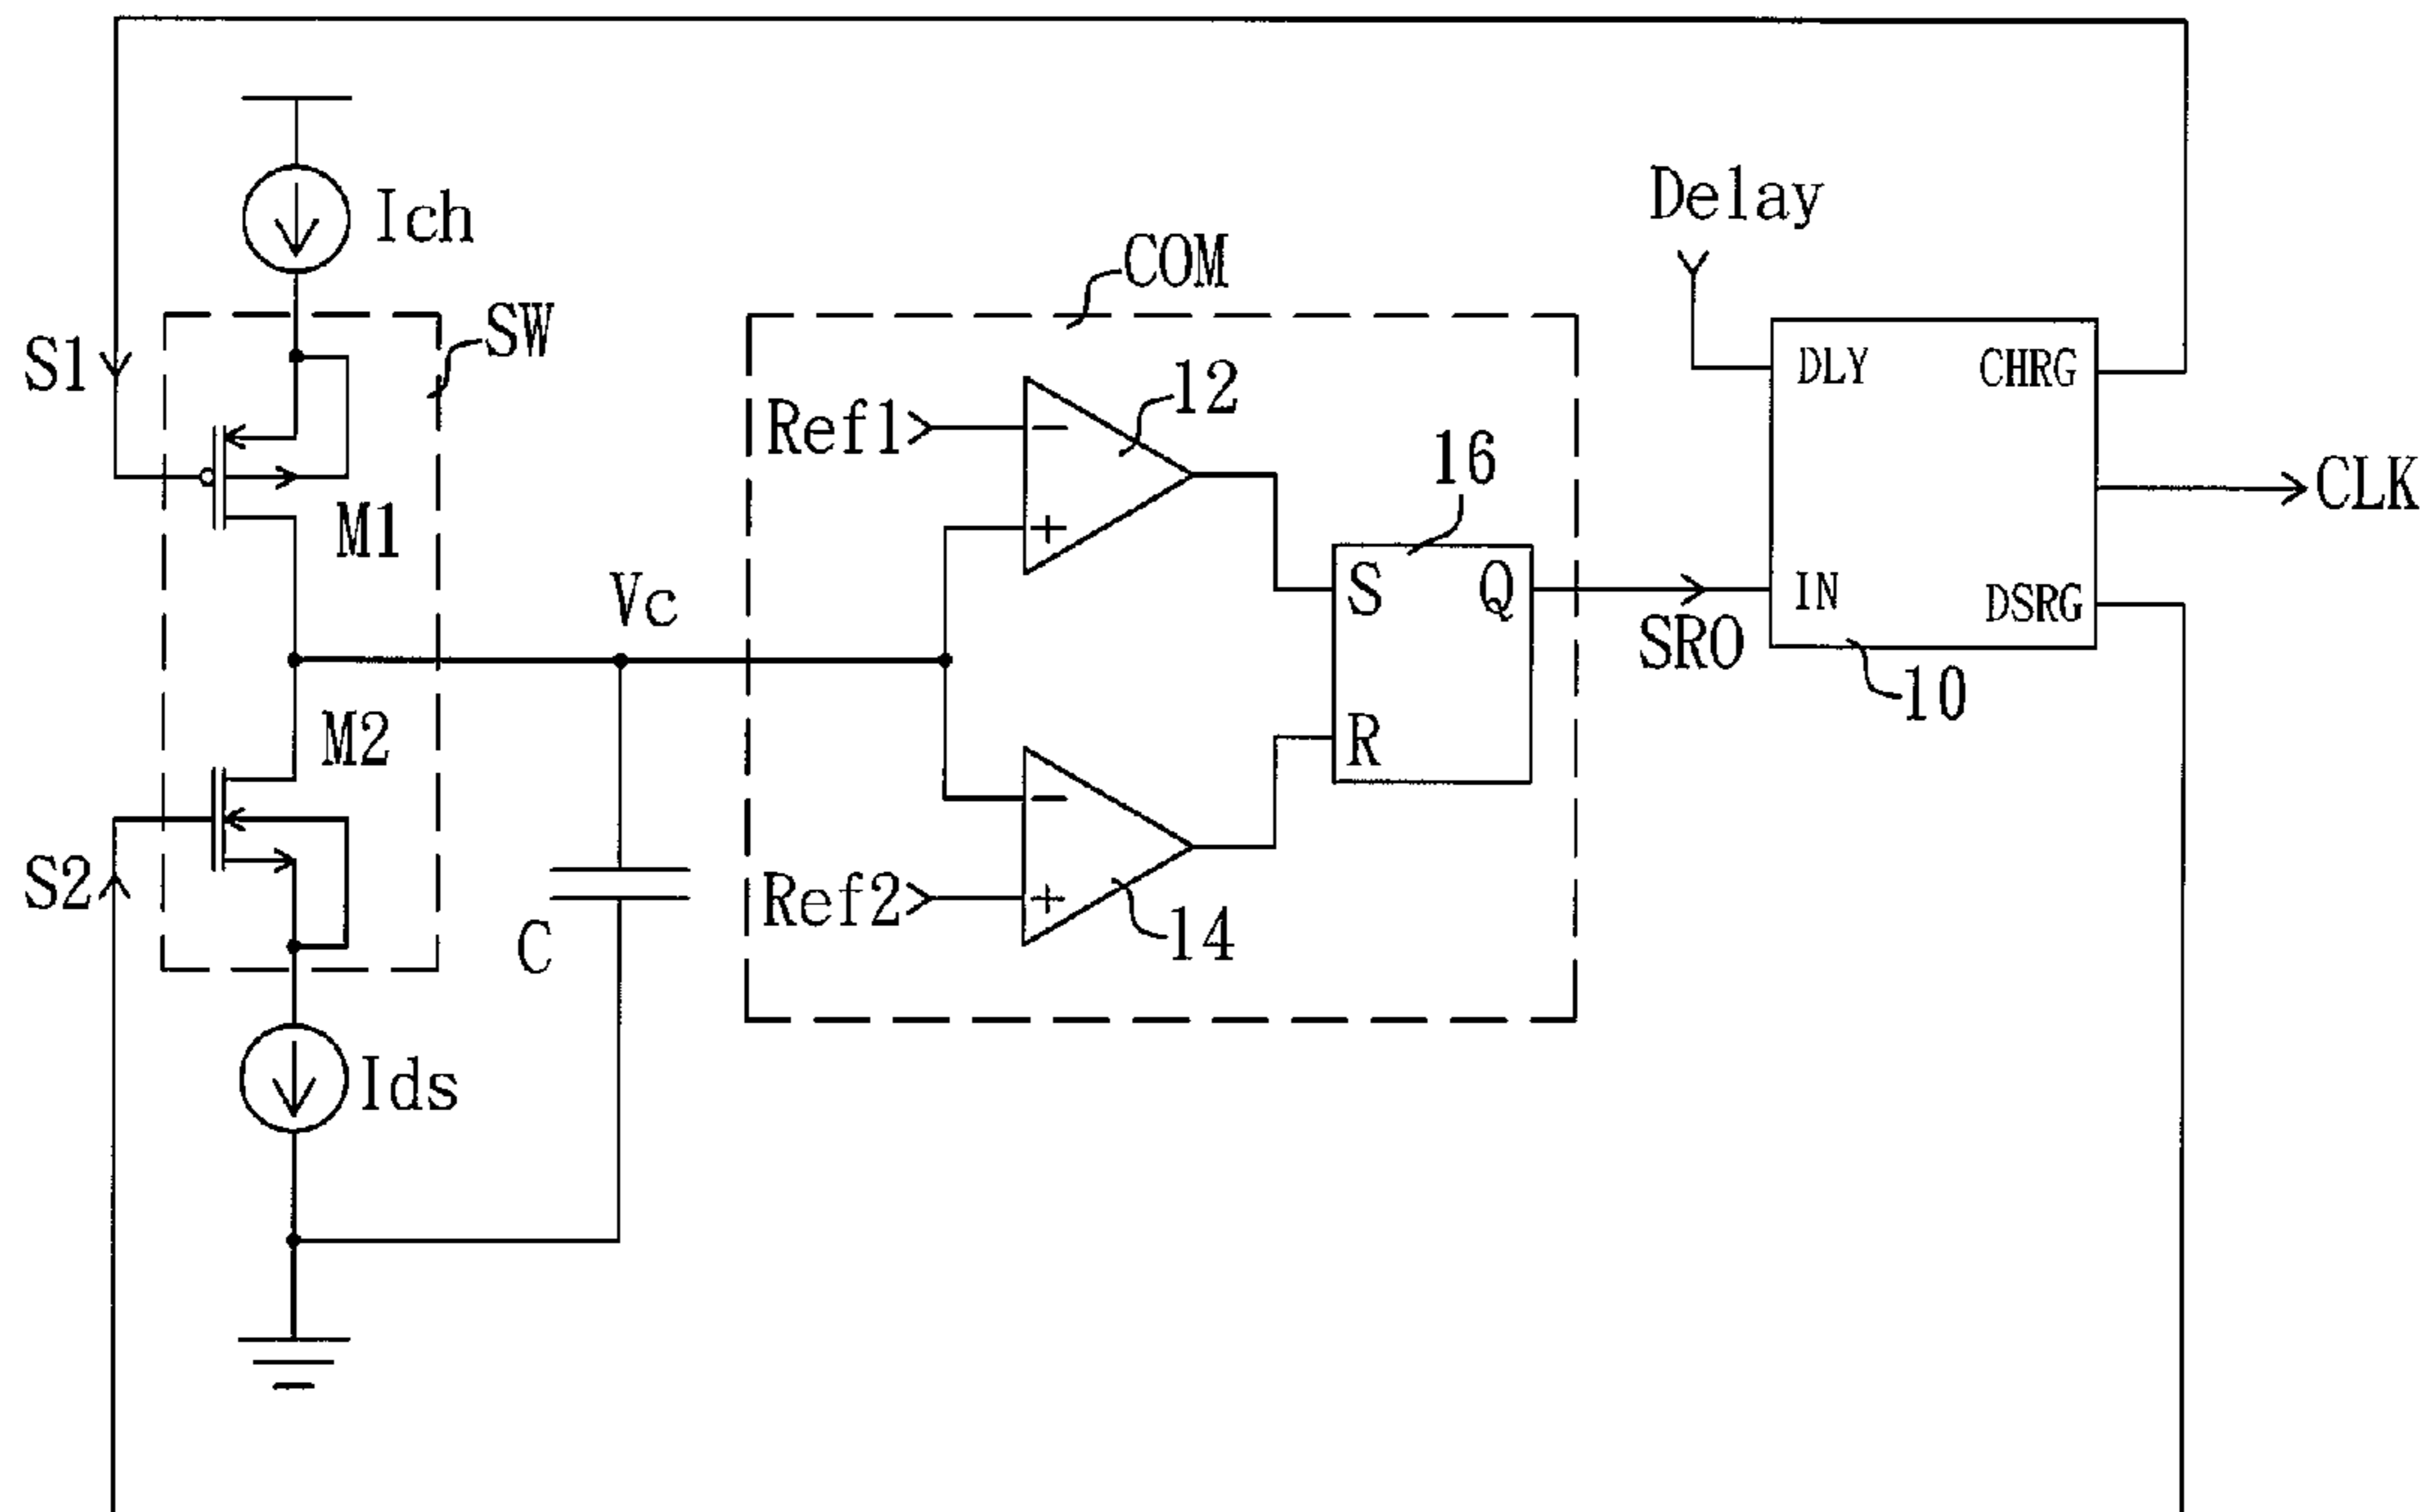 Ich
Delay
COM
SW
S1
DLY
CHRG
12
Ref1
-
16
CLK
M1
+
Vc
S
Q
IN
DSRG
SRO
10
M2
R
-
S2
Ref2
+
14
C
Ids